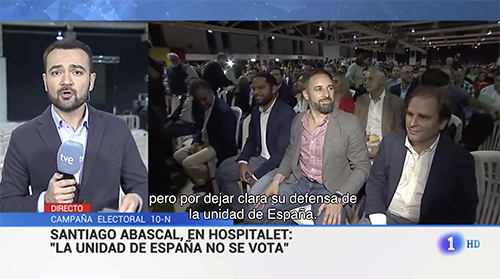 tve
pero por dejar clara su defensa de
la unidad de España.
DIRECTO
CAMPAÑA ELECTORAL 10-N
SANTIAGO ABASCAL, EN HOSPITALET:
"LA UNIDAD DE ESPAÑA NO SE VOTA"
1 HD